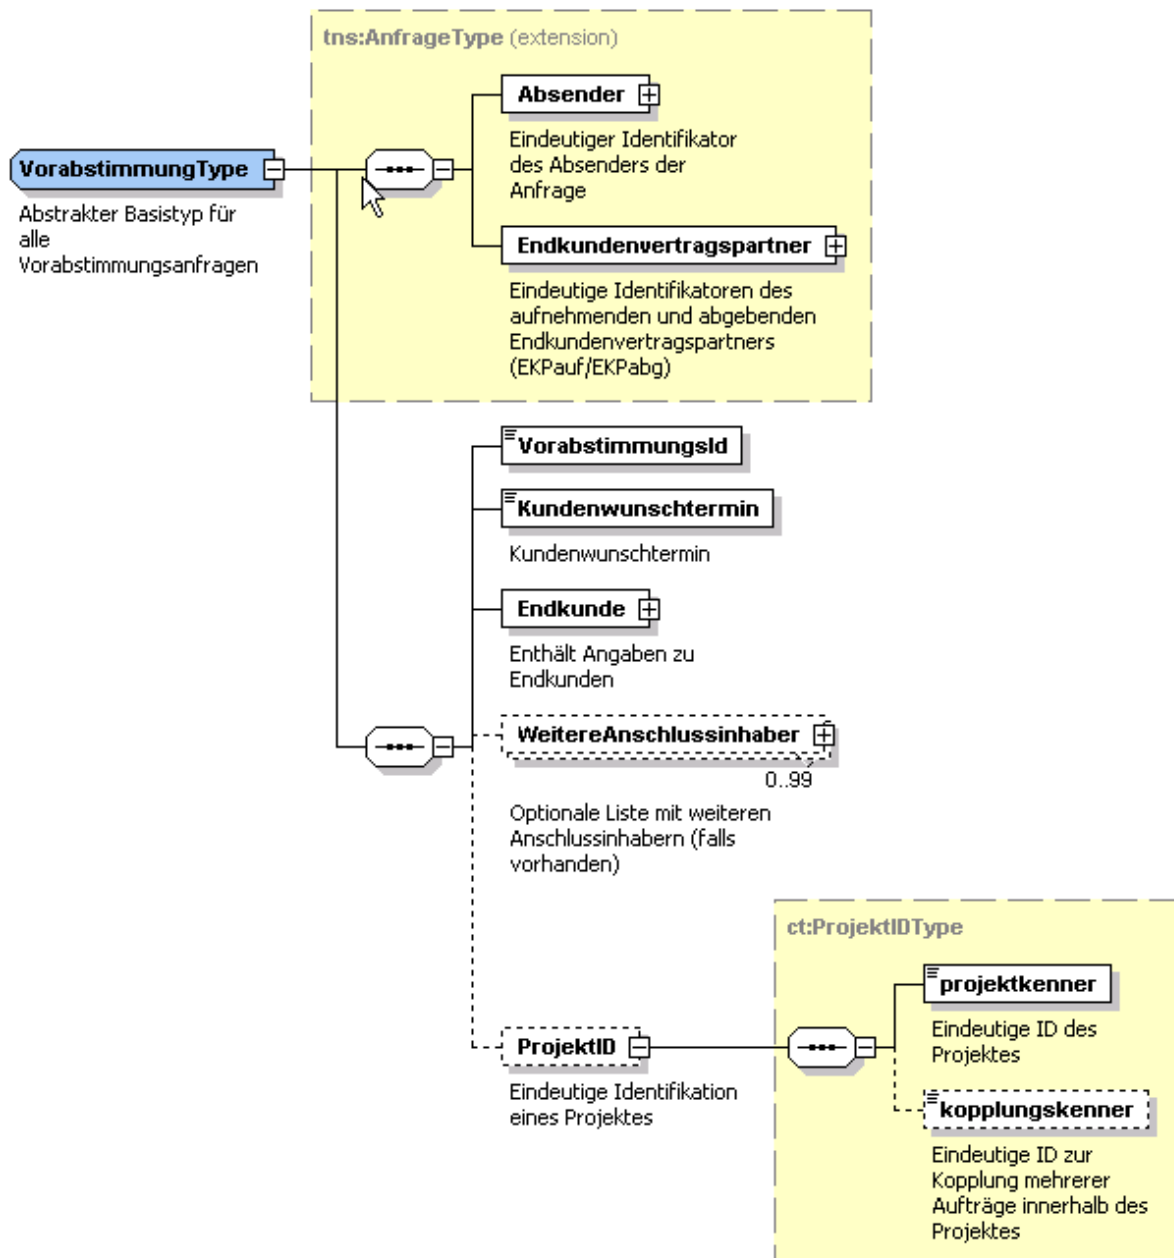 tns:AnfrageType (extension)
Absender
Eindeutiger Identifikator
des Absenders der
Anfrage
VorabstimmungType
Abstrakter Basistyp für
alle
Vorabstimmungsanfragen
Endkundenvertragspartner
Eindeutige Identifikatoren des
aufnehmenden und abgebenden
Endkundenvertragspartners
(EKPauf/EKPabg)
VorabstimmungsId
Kundenwunschtermin
Kundenwunschtermin
Endkunde
Enthält Angaben zu
Endkunden
WeitereAnschlussinhaber
0..99
Optionale Liste mit weiteren
Anschlussinhabern (falls
vorhanden)
ct:ProjektIDType
projektkenner
Eindeutige ID des
Projektes
ProjektID
Eindeutige Identifikation
eines Projektes
kopplungskenner
Eindeutige ID zur
Kopplung mehrerer
Aufträge innerhalb des
Projektes